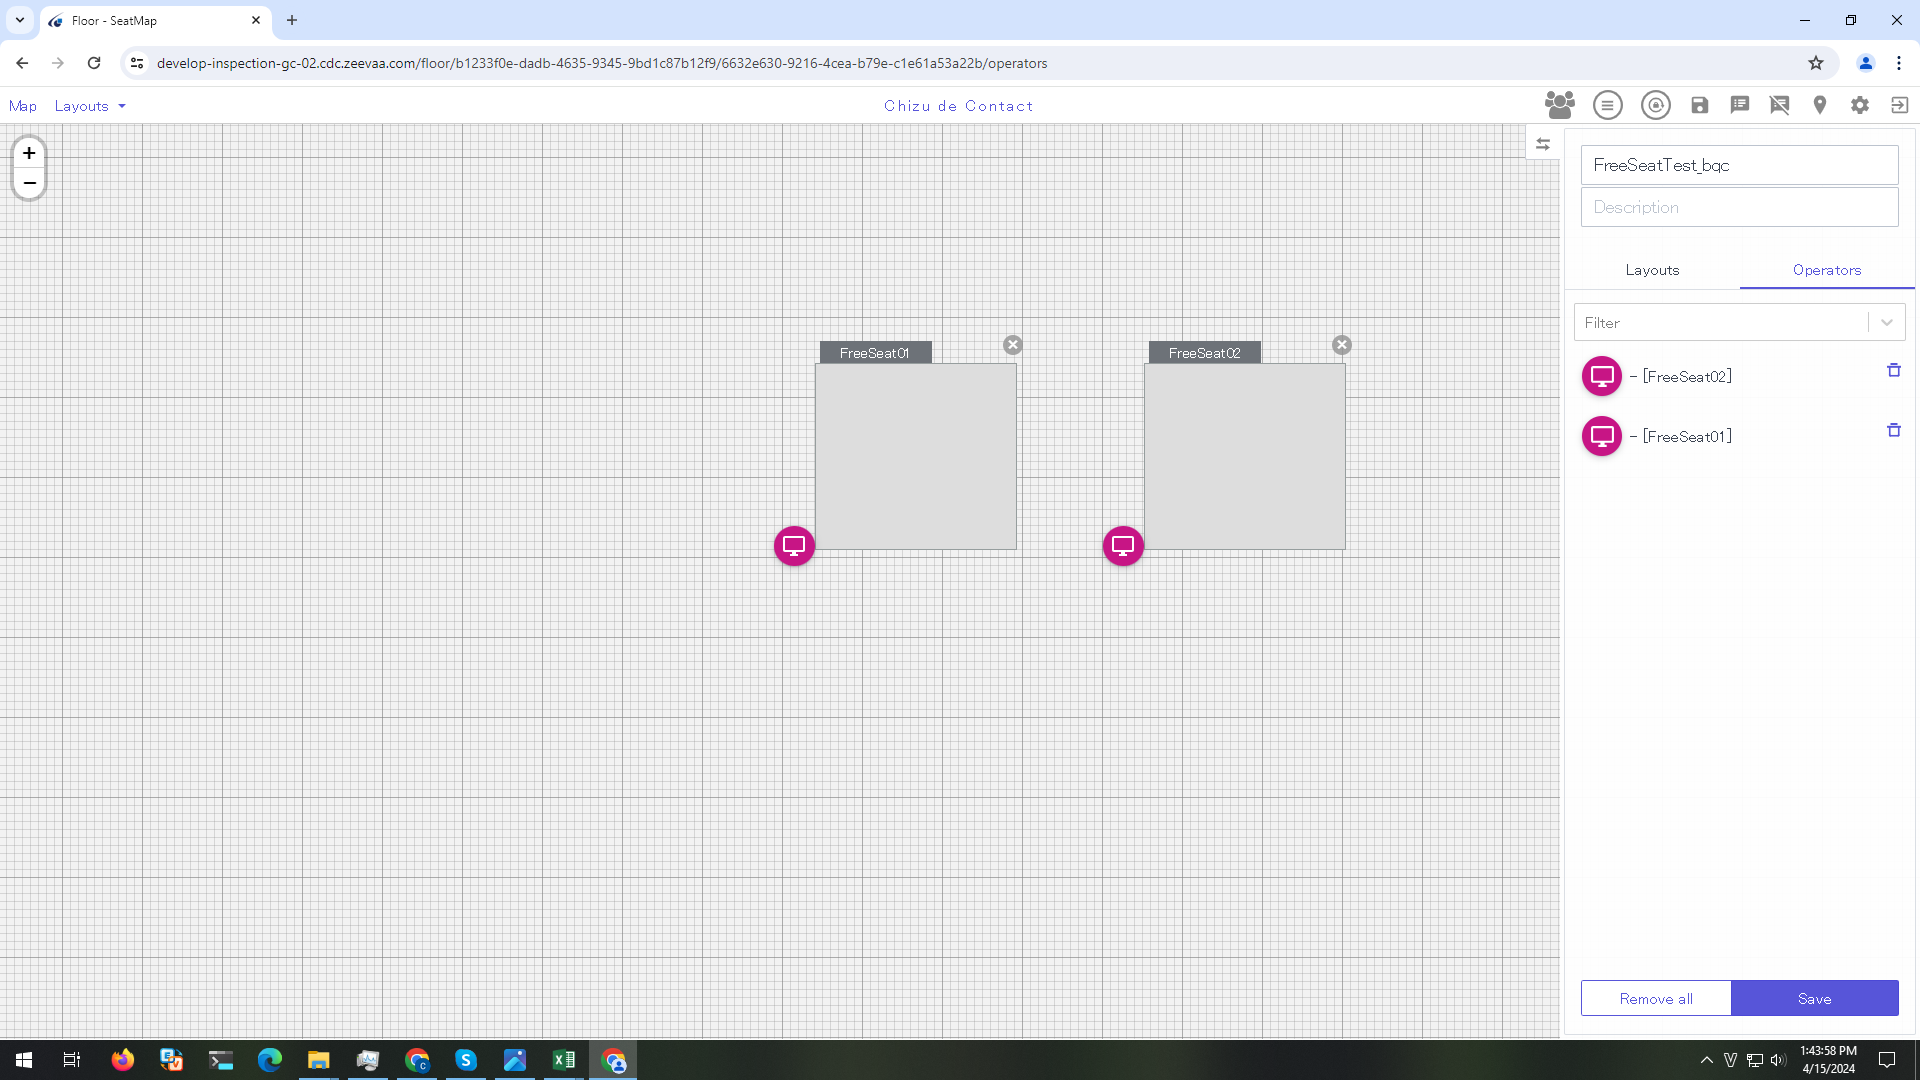 Floor - SeatMap
develop-inspection-gc-02.cdc.zeevaa.com/floor/b1233f0e-dadb-4635-9345-9bd1c87b12f9/6632e630-9216-4cea-b79e-c1e61a53a22b/operators
Map Layouts Chizu de Contact
+
−
FreeSeatTest_bqc
Description
Layouts Operators
Filter
FreeSeat01 FreeSeat02
- [FreeSeat02]
- [FreeSeat01]
Remove all Save
1:43:58 PM
4/15/2024